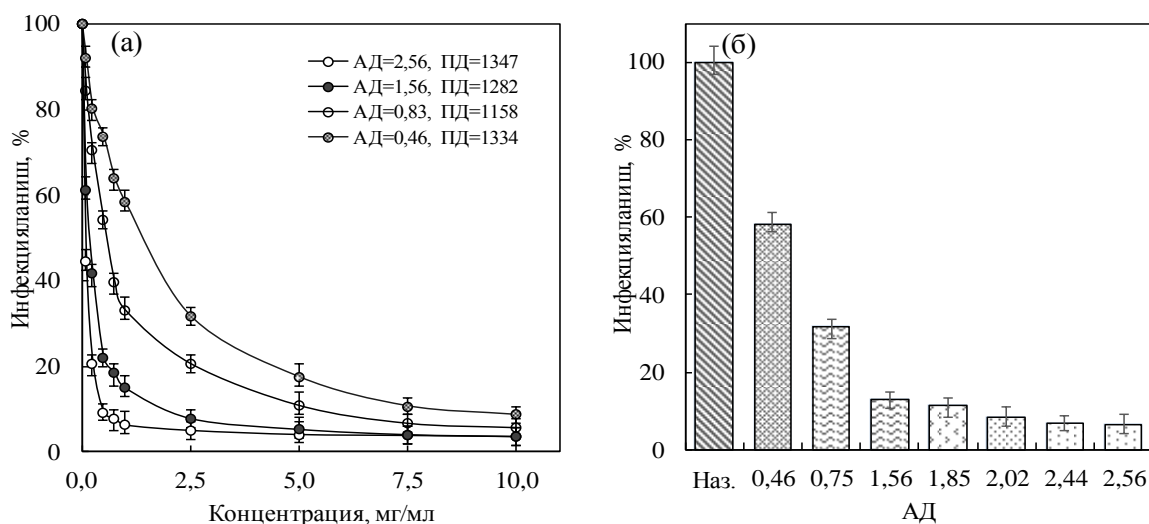 (а)
АД=2,56, ПД=1347
АД=1,56, ПД=1282
АД=0,83, ПД=1158
АД=0,46, ПД=1334
Инфекцияланиш, %
100
80
60
40
20
0
0,0 2,5 5,0 7,5 10,0
Концентрация, мг/мл
(б)
Инфекцияланиш, %
100
80
60
40
20
0
Наз. 0,46 0,75 1,56 1,85 2,02 2,44 2,56
АД